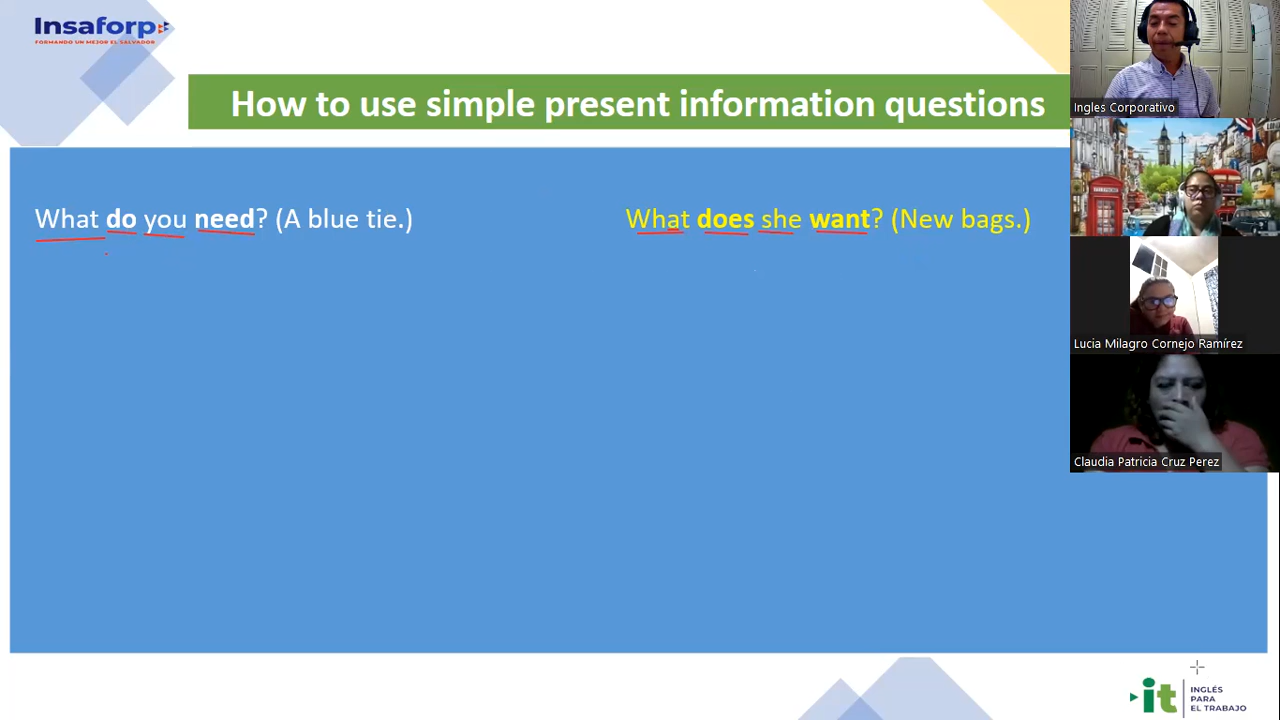 Insaforp
FORMANDO UN MEJOR EL SALVADOR
How to use simple present information questions
What do you need? (A blue tie.)
What does she want? (New bags.)
Ingles Corporativo
Lucia Milagro Cornejo Ramírez
Claudia Patricia Cruz Perez
it
INGLÉS
PARA
EL TRABAJO